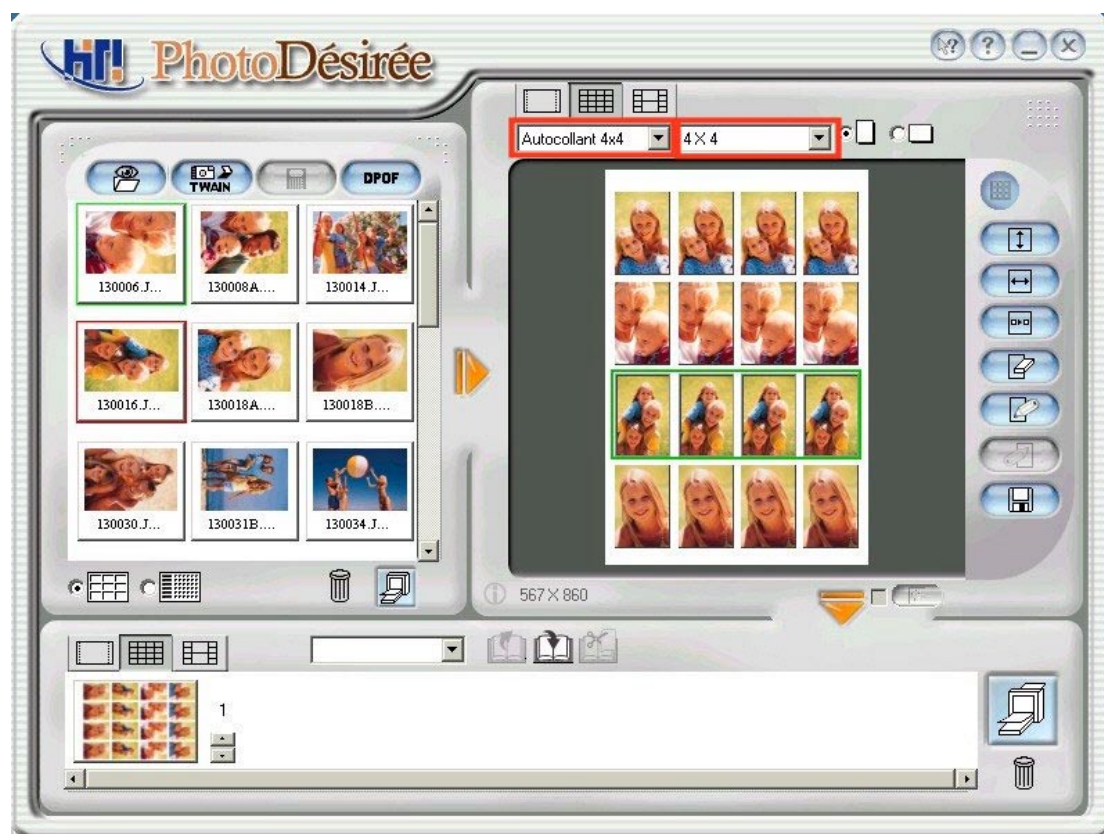 HiTi PhotoDésirée
Autocollant 4x4
4 X 4
TWAIN
DPOF
130006.J...
130008A....
130014.J...
130016.J...
130018A....
130018B....
130030.J...
130031B....
130034.J...
567 X 860
1